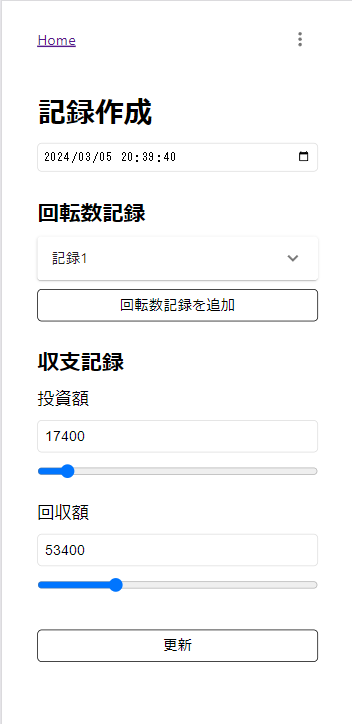 Home
記録作成
2024/03/05 20:39:40
回転数記録
記録1
回転数記録を追加
収支記録
投資額
17400
回収額
53400
更新